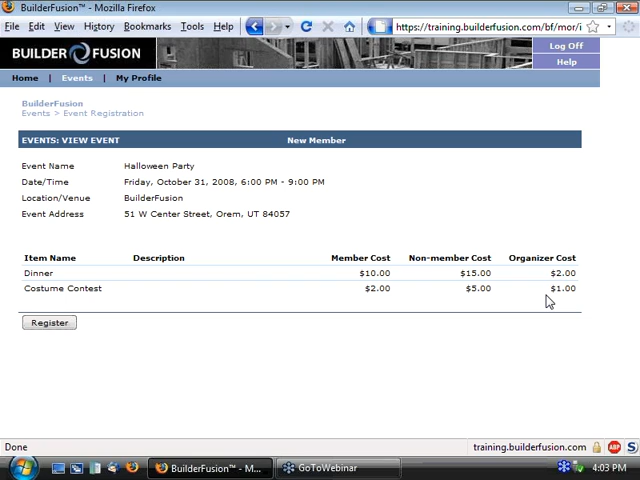 BuilderFusion™ - Mozilla Firefox
File Edit View History Bookmarks Tools Help https://training.builderfusion.com/bf/mor/i
BUILDER FUSION
Log Off
Help
Home | Events | My Profile
BuilderFusion
Events > Event Registration
EVENTS: VIEW EVENT New Member
Event Name Halloween Party
Date/Time Friday, October 31, 2008, 6:00 PM - 9:00 PM
Location/Venue BuilderFusion
Event Address 51 W Center Street, Orem, UT 84057
Item Name Description Member Cost Non-member Cost Organizer Cost
Dinner $10.00 $15.00 $2.00
Costume Contest $2.00 $5.00 $1.00
Register
Done training.builderfusion.com ABP S
BuilderFusion™ - M... GoToWebinar 4:03 PM